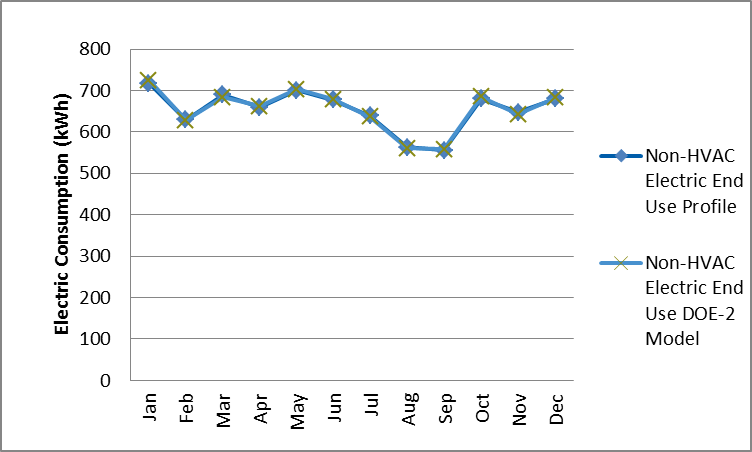 800
700
600
500
400
300
200
100
0
Electric Consumption (kWh)
Jan
Feb
Mar
Apr
May
Jun
Jul
Aug
Sep
Oct
Nov
Dec
Non-HVAC
Electric End
Use Profile
Non-HVAC
Electric End
Use DOE-2
Model